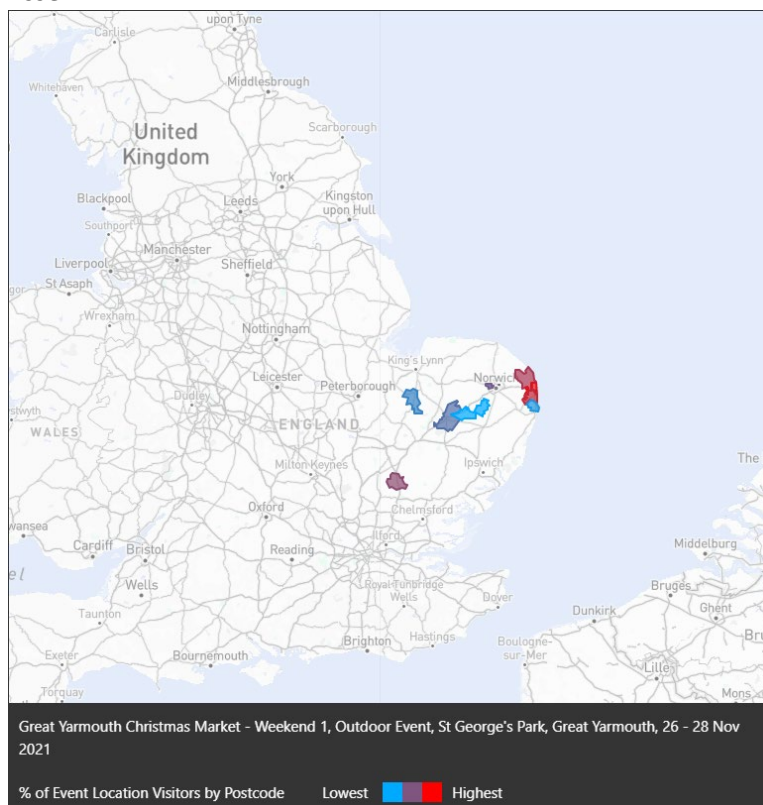 upon Tyne
Carlisle
Whitehaven
Middlesbrough
United
Kingdom
Scarborough
York
Blackpool
Leeds
Kingston
upon Hull
Southport
Manchester
Liverpool
Sheffield
St Asaph
Wrexham
Nottingham
King's Lynn
Norwich
Leicester
Peterborough
Dudley
WALES
ENGLAND
Milton Keynes
Ipswich
The
Oxford
Chelmsford
Cardiff
Bristol
Reading
Ilford
Middelburg
Wells
Royal Tunbridge
Wells
Dover
Bruges
Taunton
Dunkirk
Ghent
Exeter
Bournemouth
Brighton
Hastings
Boulogne-
sur-Mer
Lille
Torquay
Mons
Great Yarmouth Christmas Market - Weekend 1, Outdoor Event, St George's Park, Great Yarmouth, 26 - 28 Nov
2021
% of Event Location Visitors by Postcode Lowest Highest